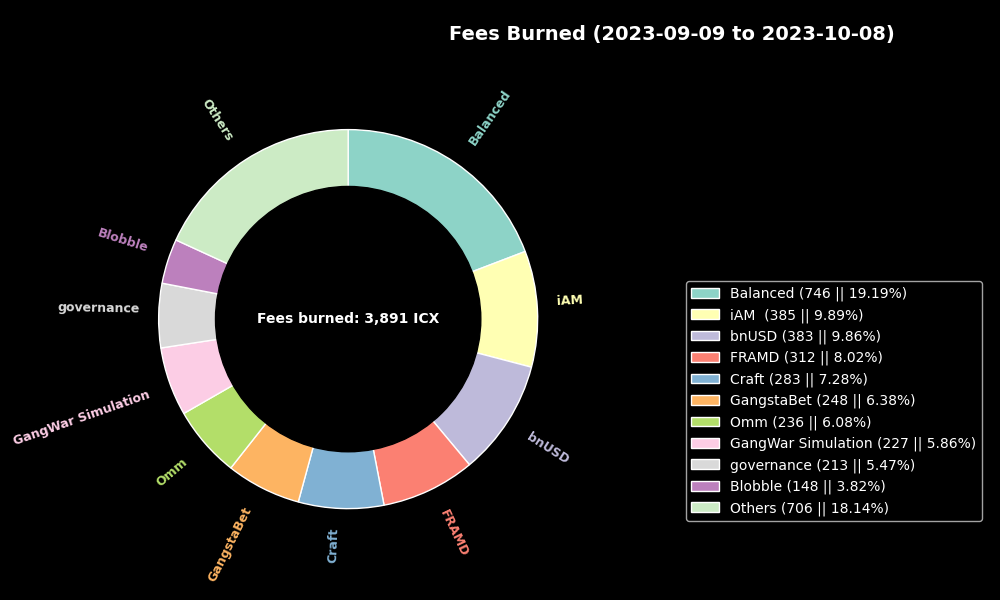 Fees Burned (2023-09-09 to 2023-10-08)
Balanced
iAM
bnUSD
FRAMD
Craft
GangstaBet
Omm
GangWar Simulation
governance
Blobble
Others
Fees burned: 3,891 ICX
Balanced (746 || 19.19%)
iAM  (385 || 9.89%)
bnUSD (383 || 9.86%)
FRAMD (312 || 8.02%)
Craft (283 || 7.28%)
GangstaBet (248 || 6.38%)
Omm (236 || 6.08%)
GangWar Simulation (227 || 5.86%)
governance (213 || 5.47%)
Blobble (148 || 3.82%)
Others (706 || 18.14%)